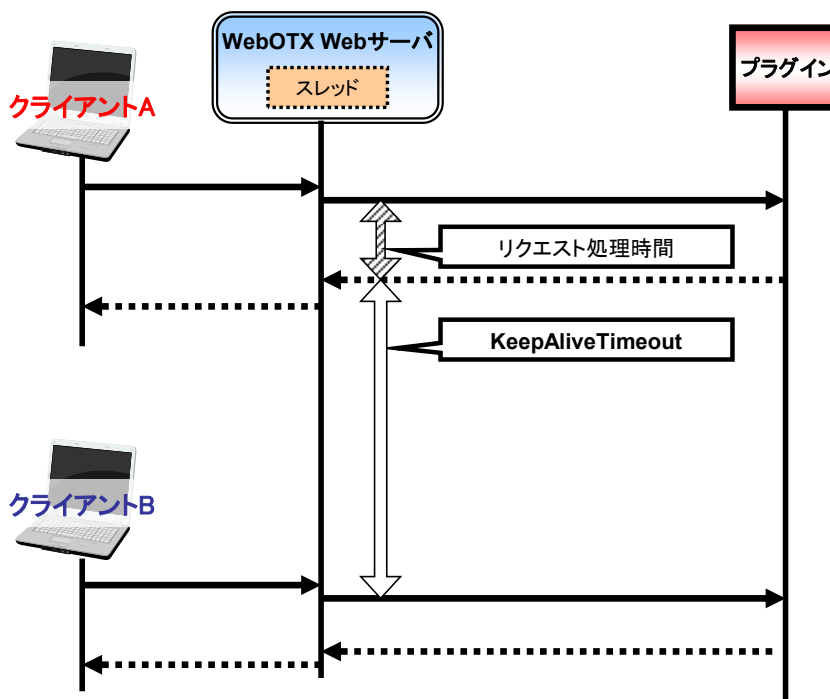 WebOTX Webサーバ
スレッド
プラグイン
クライアントA
リクエスト処理時間
KeepAliveTimeout
クライアントB